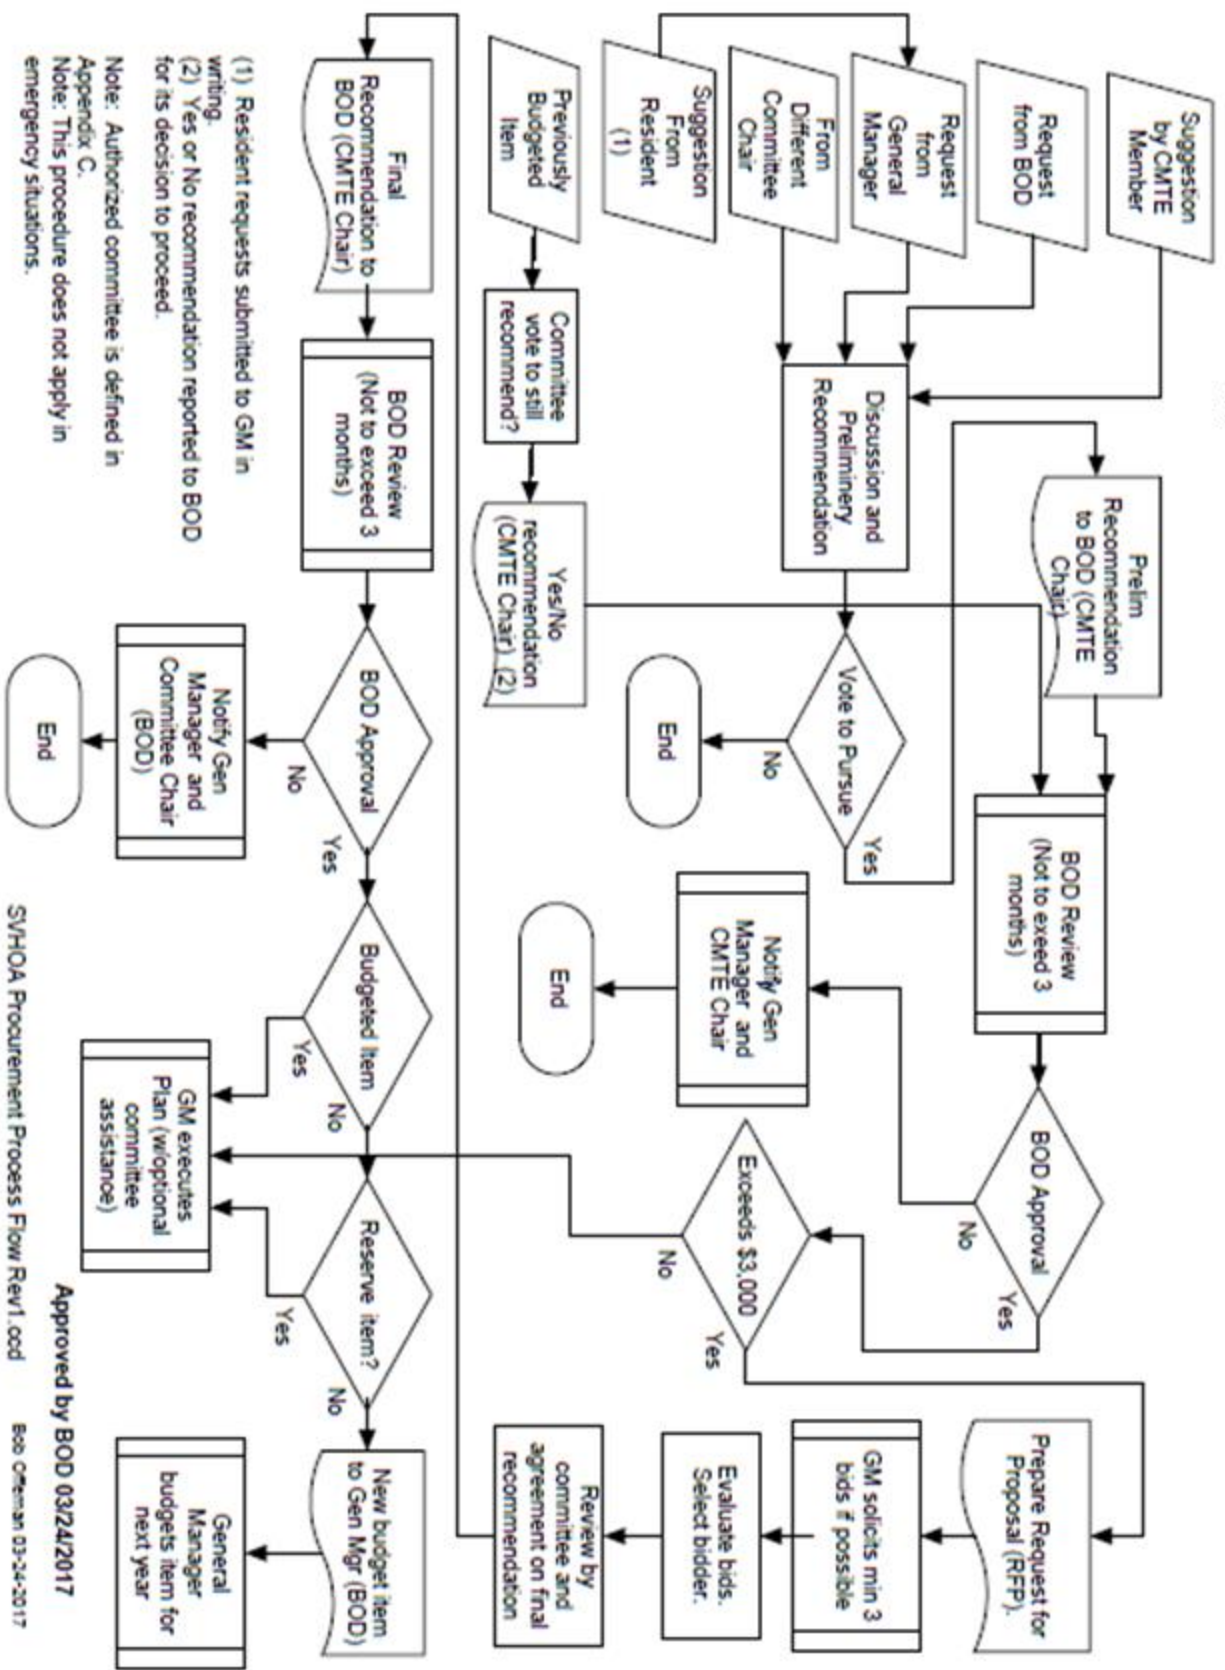 Suggestion
by CMTE
Member
Request
from BOD
Request
from
General
Manager
From
Different
Committee
Chair
Suggestion
From
Resident
(1)
Previously
Budgeted
Item
Discussion and
Preliminery
Recommendation
Vote to Pursue
No
Yes
End
Prelim
Recommendation
to BOD (CMTE
Chair)
BOD Review
(Not to exeed 3
months)
BOD Approval
No
Yes
Notify Gen
Manager and
CMTE Chair
End
Exceeds $3,000
No
Yes
Prepare Request for
Proposal (RFP).
GM solicits min 3
bids if possible
Evaluate bids.
Select bidder.
Review by
committee and
agreement on final
recommendation
Committee
vote to still
recommend?
Yes/No
recommendation
(CMTE Chair) (2)
Final
Recommendation to
BOD (CMTE Chair)
BOD Review
(Not to exceed 3
months)
BOD Approval
No
Yes
Notify Gen
Manager and
Committee Chair
(BOD)
End
Budgeted Item
Yes
No
GM executes
Plan (w/optional
committee
assistance)
Reserve item?
Yes
No
New budget item
to Gen Mgr (BOD)
General
Manager
budgets item for
next year
(1) Resident requests submitted to GM in
writing.
(2) Yes or No recommendation reported to BOD
for its decision to proceed.
Note: Authorized committee is defined in
Appendix C.
Note: This procedure does not apply in
emergency situations.
Approved by BOD 03/24/2017
SVHOA Procurement Process Flow Rev1.ccd
Bob 03-24-2017